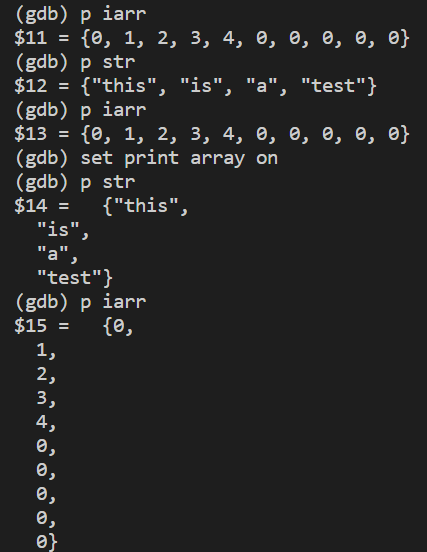 (gdb) p iarr
$11 = {0, 1, 2, 3, 4, 0, 0, 0, 0, 0}
(gdb) p str
$12 = {"this", "is", "a", "test"}
(gdb) p iarr
$13 = {0, 1, 2, 3, 4, 0, 0, 0, 0, 0}
(gdb) set print array on
(gdb) p str
$14 =   {"this",
  "is",
  "a",
  "test"}
(gdb) p iarr
$15 =   {0,
  1,
  2,
  3,
  4,
  0,
  0,
  0,
  0,
  0}